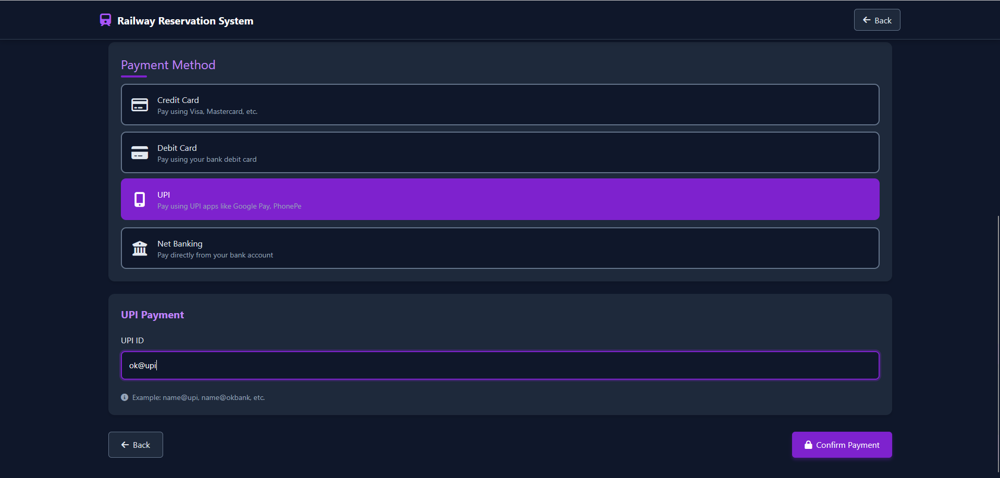 Railway Reservation System
Back
Payment Method
Credit Card
Pay using Visa, Mastercard, etc.
Debit Card
Pay using your bank debit card
UPI
Pay using UPI apps like Google Pay, PhonePe
Net Banking
Pay directly from your bank account
UPI Payment
UPI ID
ok@upi
Example: name@upi, name@okbank, etc.
Back
Confirm Payment